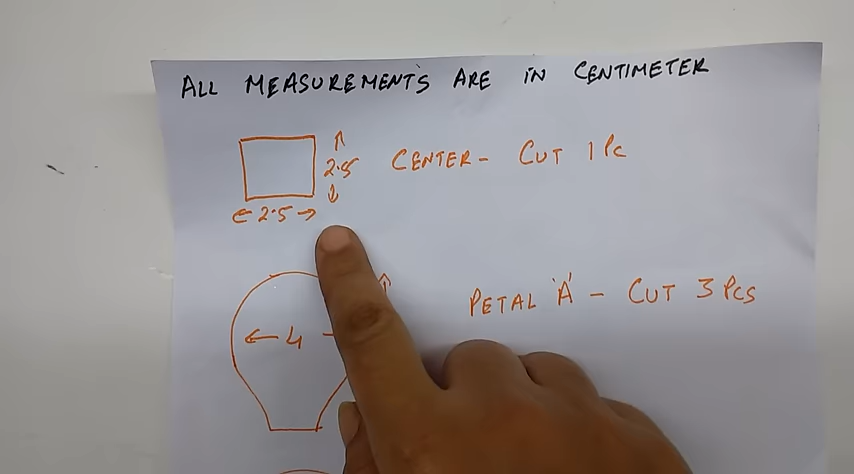 ALL MEASUREMENTS ARE IN CENTIMETER
2.5
CENTER - CUT 1 PC
2.5
PETAL 'A' - CUT 3 PCS
4